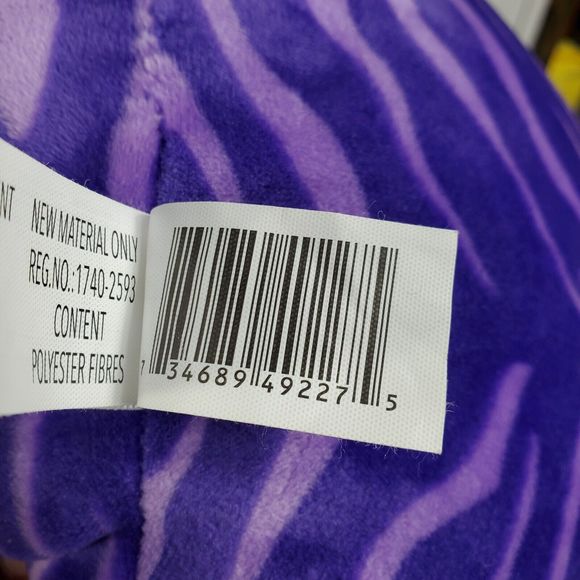 NT
NEW MATERIAL ONLY
REG.NO.:1740-2593
CONTENT
POLYESTER FIBRES
7 34689 49227 5